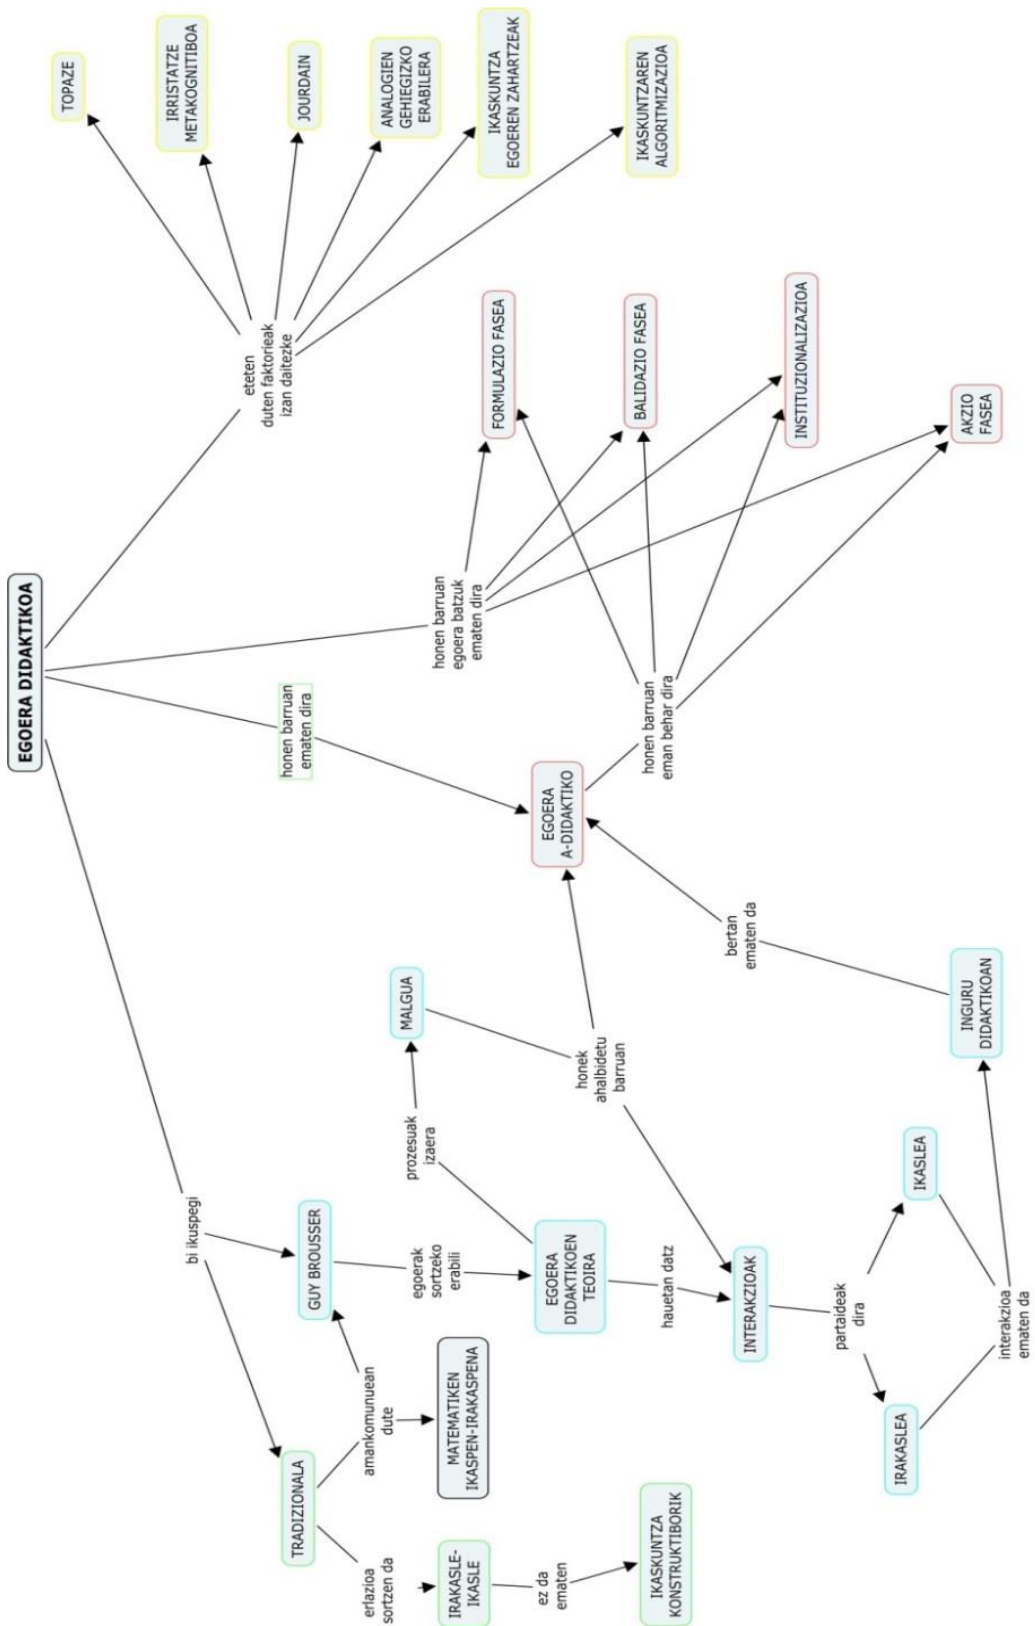 EGOERA DIDAKTIKOA
bi ikuspegi
TRADIZIONALA
GUY BROUSSER
erlazioa
sortzen da
IRAKASLE-
IKASLE
ez da
ematen
IKASKUNTZA
KONSTRUKTIBORIK
amankomunuean
dute
MATEMATIKEN
IKASPEN-IRAKASPENA
egoerak
sortzeko
erabili
EGOERA
DIDAKTIKOEN
TEOIRA
prozesuak
izaera
MALGUA
hauetan datz
honek
ahalbidetu
barruan
INTERAKZIOAK
partaideak
dira
IRAKASLEA
IKASLEA
interakzioa
ematen da
INGURU
DIDAKTIKOAN
bertan
ematen da
honen barruan
ematen dira
EGOERA
A-DIDAKTIKO
honen barruan
eman behar dira
honen barruan
egoera batzuk
ematen dira
FORMULAZIO FASEA
BALIDAZIO FASEA
INSTITUZIONALIZAZIOA
AKZIO
FASEA
eteten
duten faktorieak
izan daitezke
TOPAZE
IRRISTATZE
METAKOGNITIBOA
JOURDAIN
ANALOGIEN
GEHIEGIZKO
ERABILERA
IKASKUNTZA
EGOEREN ZAHARTZEAK
IKASKUNTZAREN
ALGORITMIZAZIOA